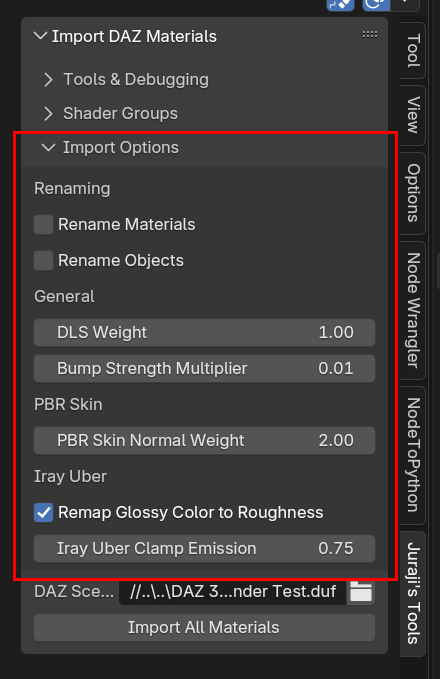 Import DAZ Materials
Tools & Debugging
Shader Groups
Import Options
Renaming
Rename Materials
Rename Objects
General
DLS Weight 1.00
Bump Strength Multiplier 0.01
PBR Skin
PBR Skin Normal Weight 2.00
Iray Uber
Remap Glossy Color to Roughness
Iray Uber Clamp Emission 0.75
DAZ Sce... //..\..\DAZ 3...nder Test.duf
Import All Materials
Tool
View
Options
Node Wrangler
NodeToPython
Juraji's Tools